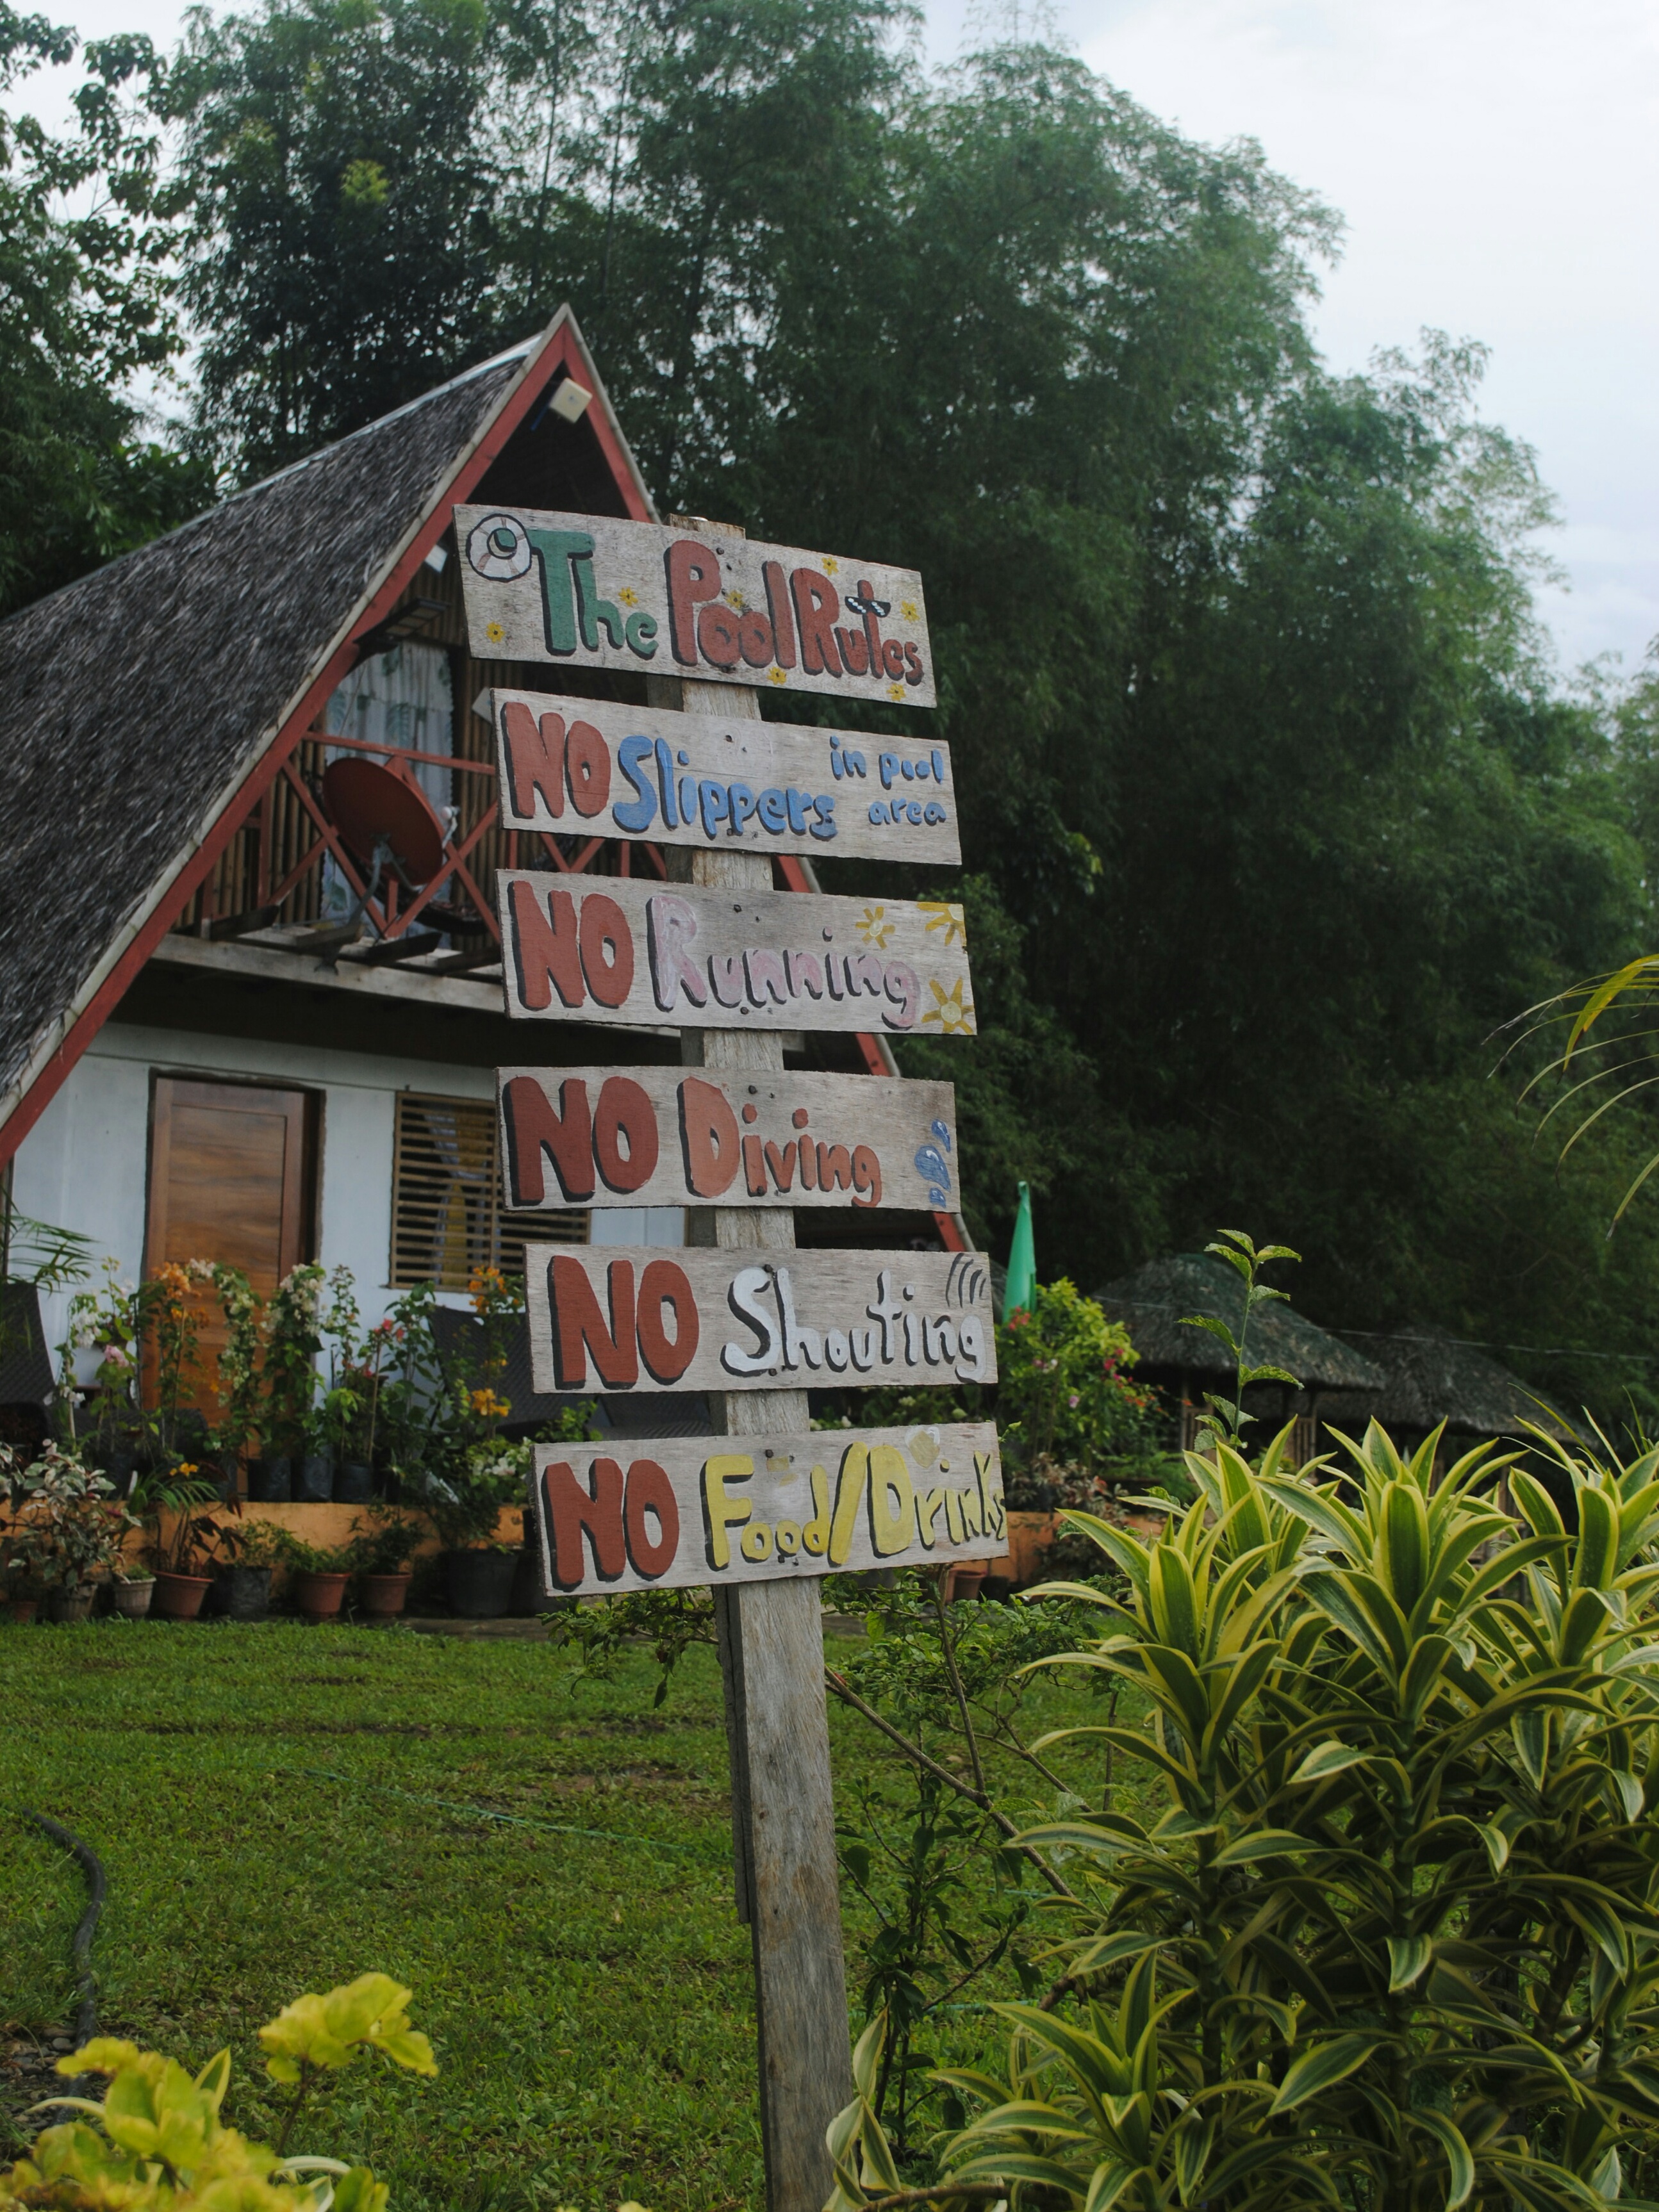 The Pool Rules
NO Slippers in pool
area
NO Running
NO Diving
NO Shouting
NO Food/Drinks